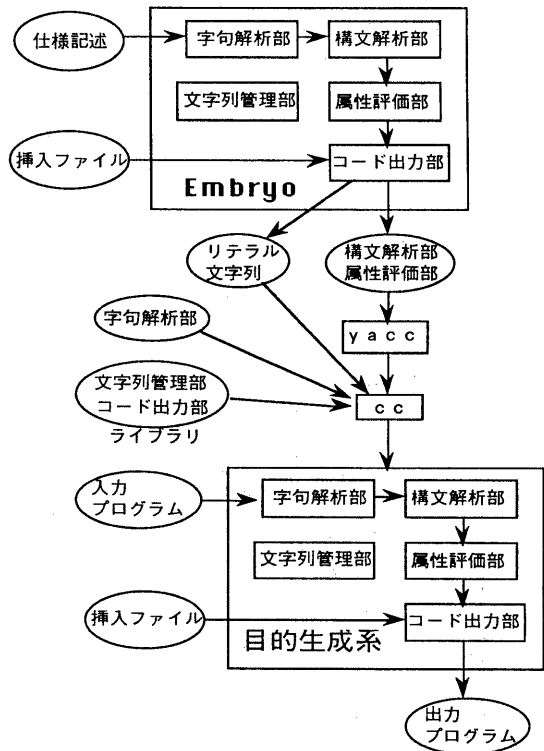 仕様記述
字句解析部
構文解析部
文字列管理部
属性評価部
挿入ファイル
コード出力部
Embryo
リテラル
文字列
構文解析部
属性評価部
字句解析部
yacc
文字列管理部
コード出力部
ライブラリ
cc
入力
プログラム
字句解析部
構文解析部
文字列管理部
属性評価部
挿入ファイル
コード出力部
目的生成系
出力
プログラム